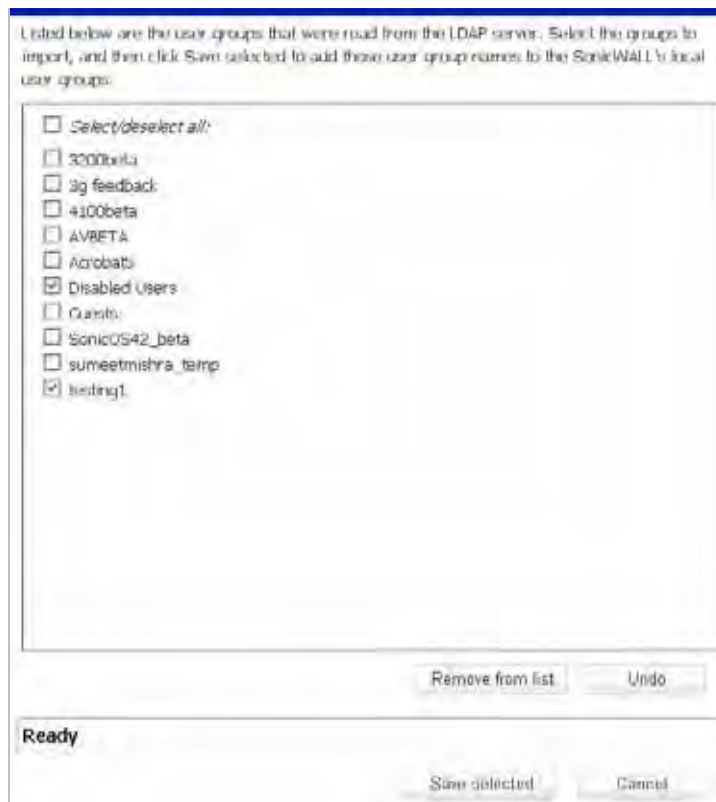 Listed below are the user groups that were read from the LDAP server. Select the groups to
import, and then click Save selected to add those user group names to the SonicWALL's local
user groups.
Select/deselect all:
3200beta
3g feedback
4100beta
AVBETA
Acrobats
Disabled Users
Guests
SonicOS42_beta
sumeetmishra_temp
testing1
Remove from list Undo
Ready
Save selected Cancel